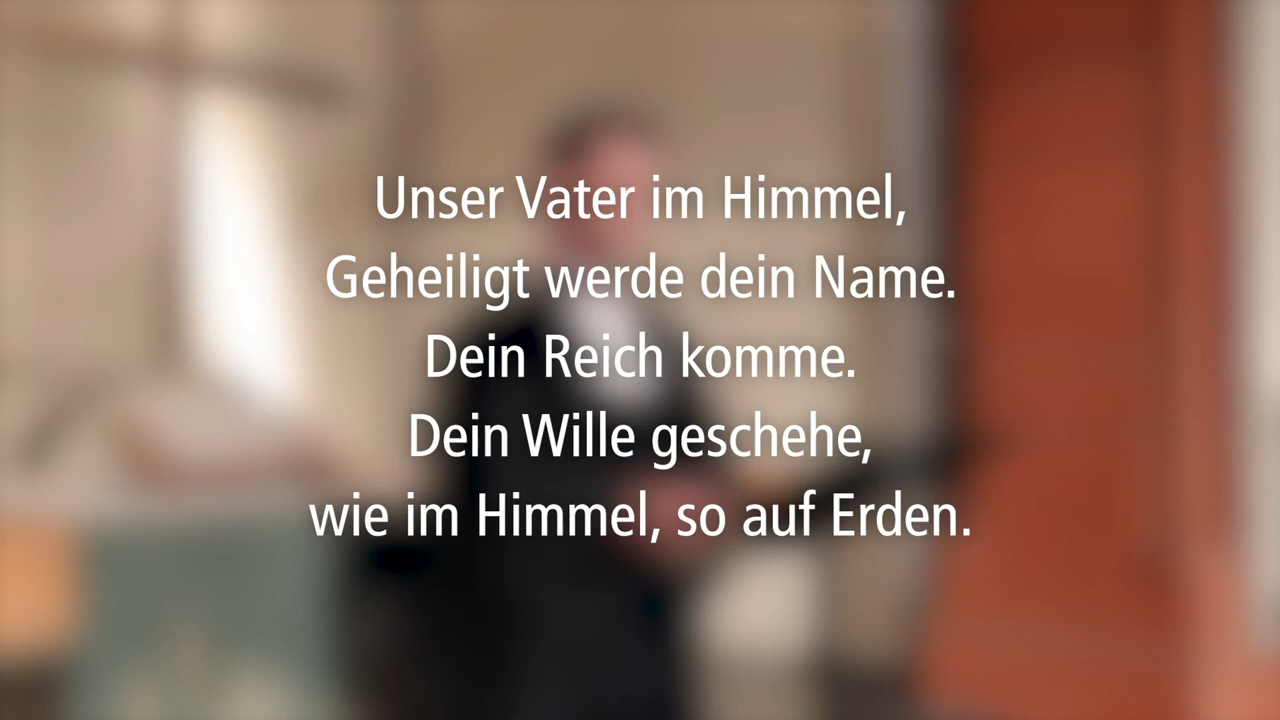 Unser Vater im Himmel,
Geheiligt werde dein Name.
Dein Reich komme.
Dein Wille geschehe,
wie im Himmel, so auf Erden.